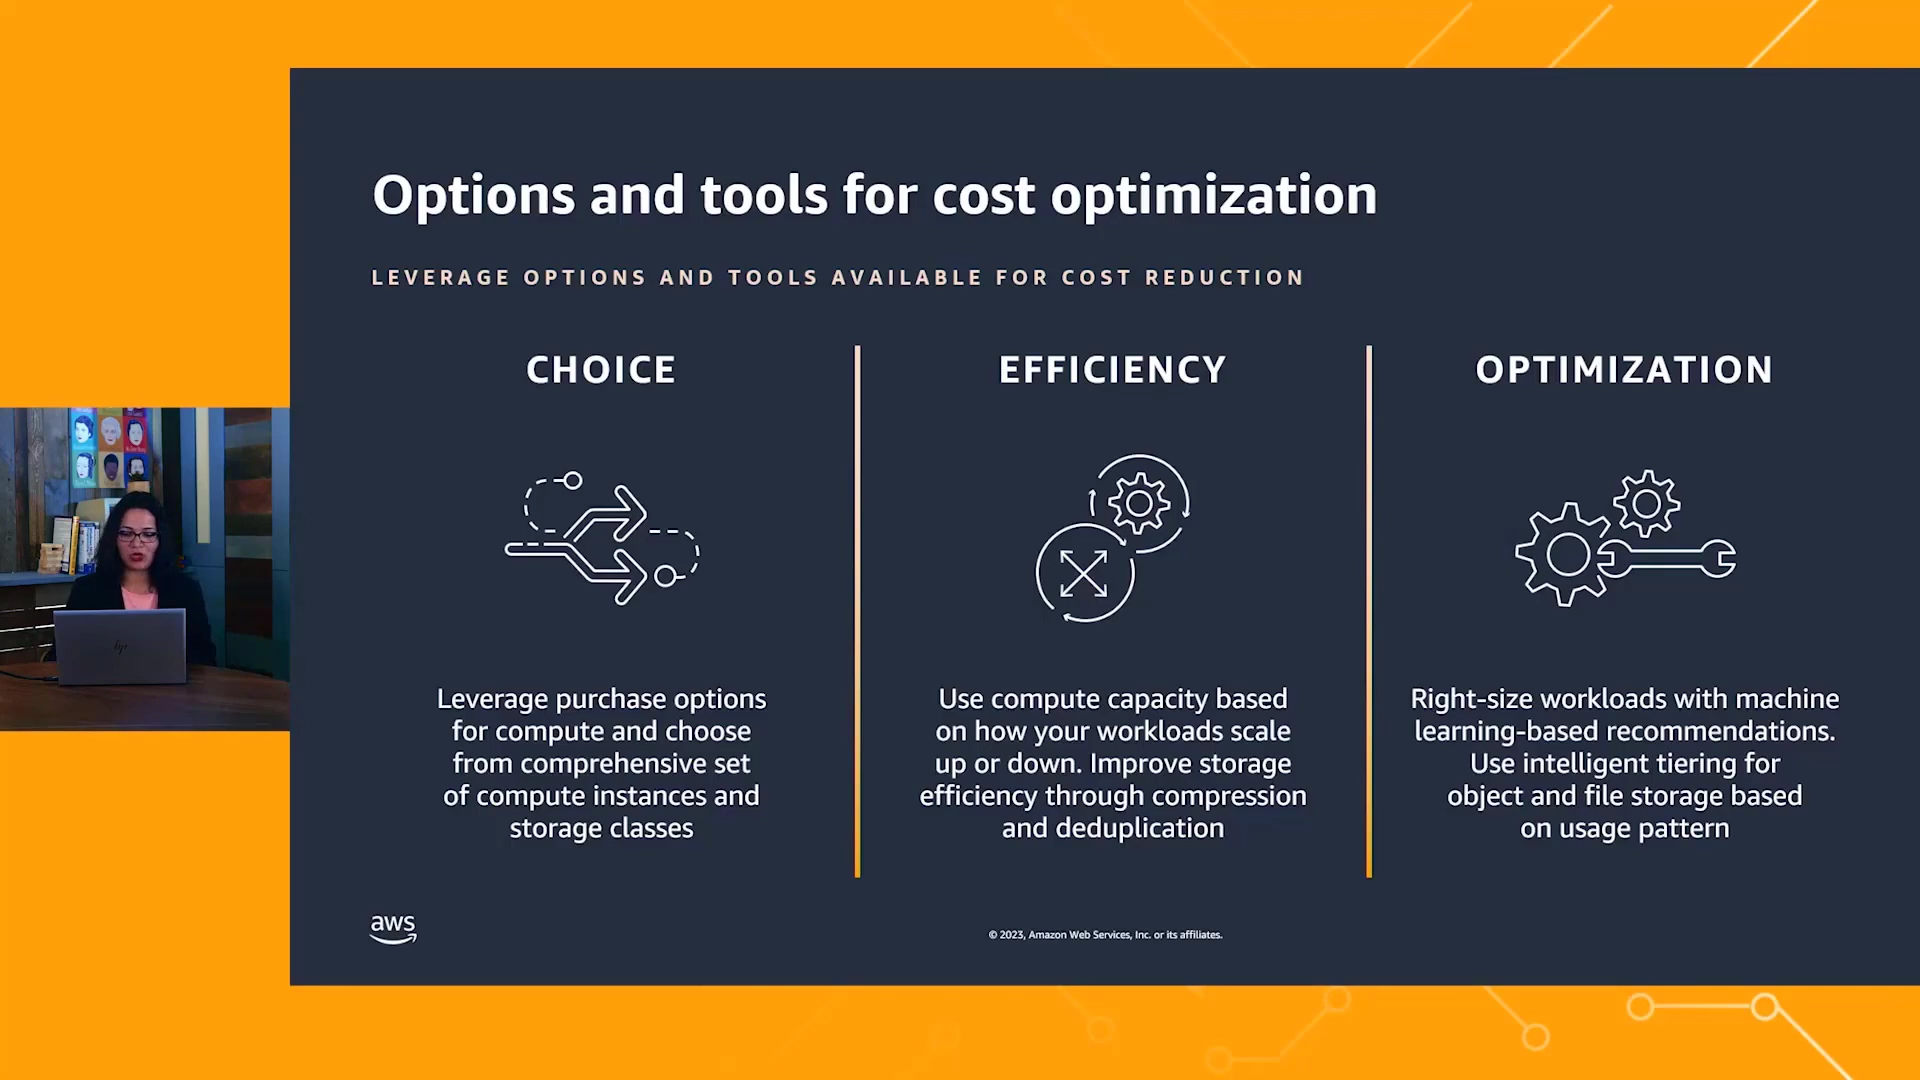 Options and tools for cost optimization
LEVERAGE OPTIONS AND TOOLS AVAILABLE FOR COST REDUCTION
CHOICE
Leverage purchase options
for compute and choose
from comprehensive set
of compute instances and
storage classes
EFFICIENCY
Use compute capacity based
on how your workloads scale
up or down. Improve storage
efficiency through compression
and deduplication
OPTIMIZATION
Right-size workloads with machine
learning-based recommendations.
Use intelligent tiering for
object and file storage based
on usage pattern
aws
© 2023, Amazon Web Services, Inc. or its affiliates.
hp